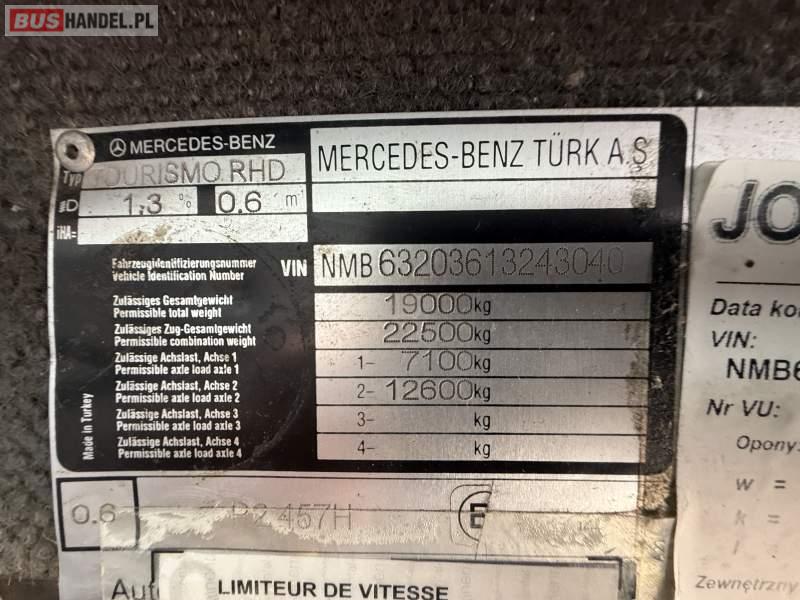 BUSHANDEL.PL
MERCEDES-BENZ
MERCEDES-BENZ TÜRK A.Ş
Typ TOURISMO RHD
1,3 % 0.6 m⁻¹
iHA=
Fahrzeugidentifizierungsnummer
Vehicle Identification Number
VIN NMB63203613243040
Zulässiges Gesamtgewicht
Permissible total weight
19000kg
Zulässiges Zug-Gesamtgewicht
Permissible combination weight
22500kg
Zulässige Achslast, Achse 1
Permissible axle load axle 1
1- 7100kg
Zulässige Achslast, Achse 2
Permissible axle load axle 2
2- 12600kg
Zulässige Achslast, Achse 3
Permissible axle load axle 3
3- kg
Zulässige Achslast, Achse 4
Permissible axle load axle 4
4- kg
Made in Turkey
0.6
457H
E
LIMITEUR DE VITESSE
JO
Data
VIN:
NMB6
Nr VU:
Opony:
w =
k =
Zewnętrzny